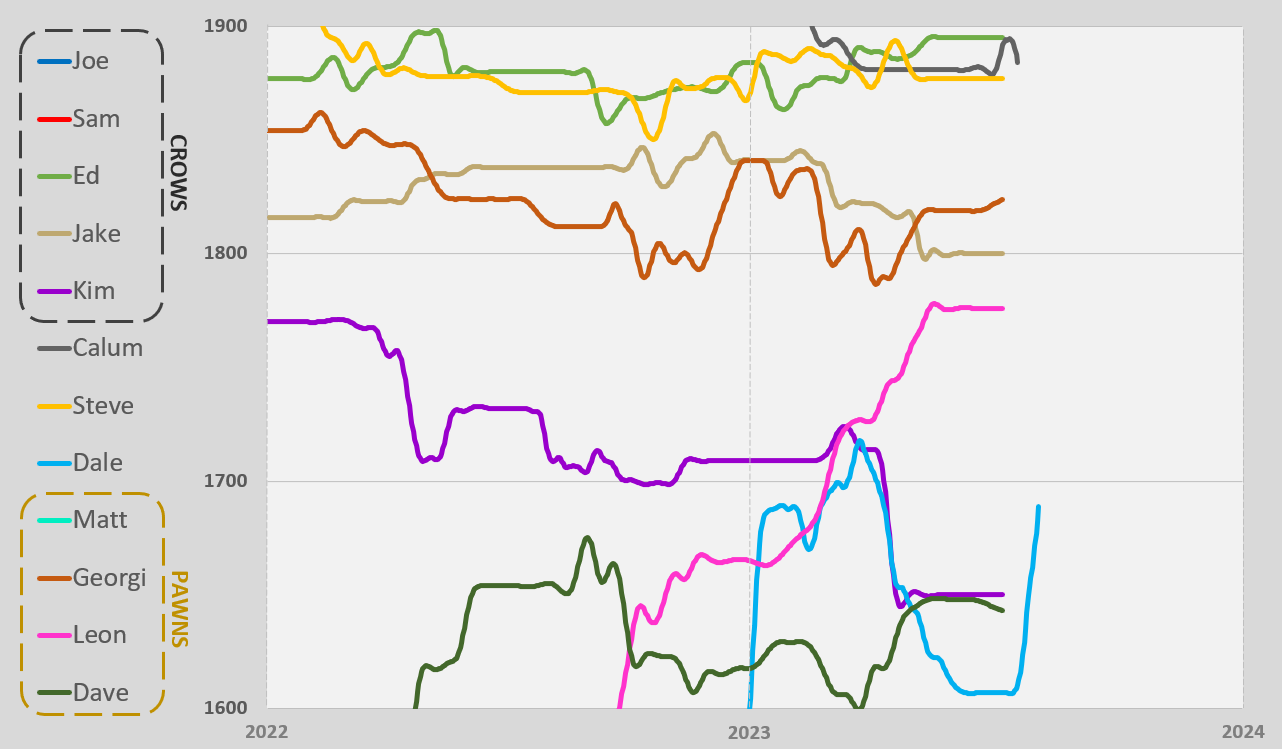 1900
1800
1700
1600
Joe
Sam
Ed
Jake
Kim
CROWS
Calum
Steve
Dale
Matt
Georgi
Leon
Dave
PAWNS
2022
2023
2024